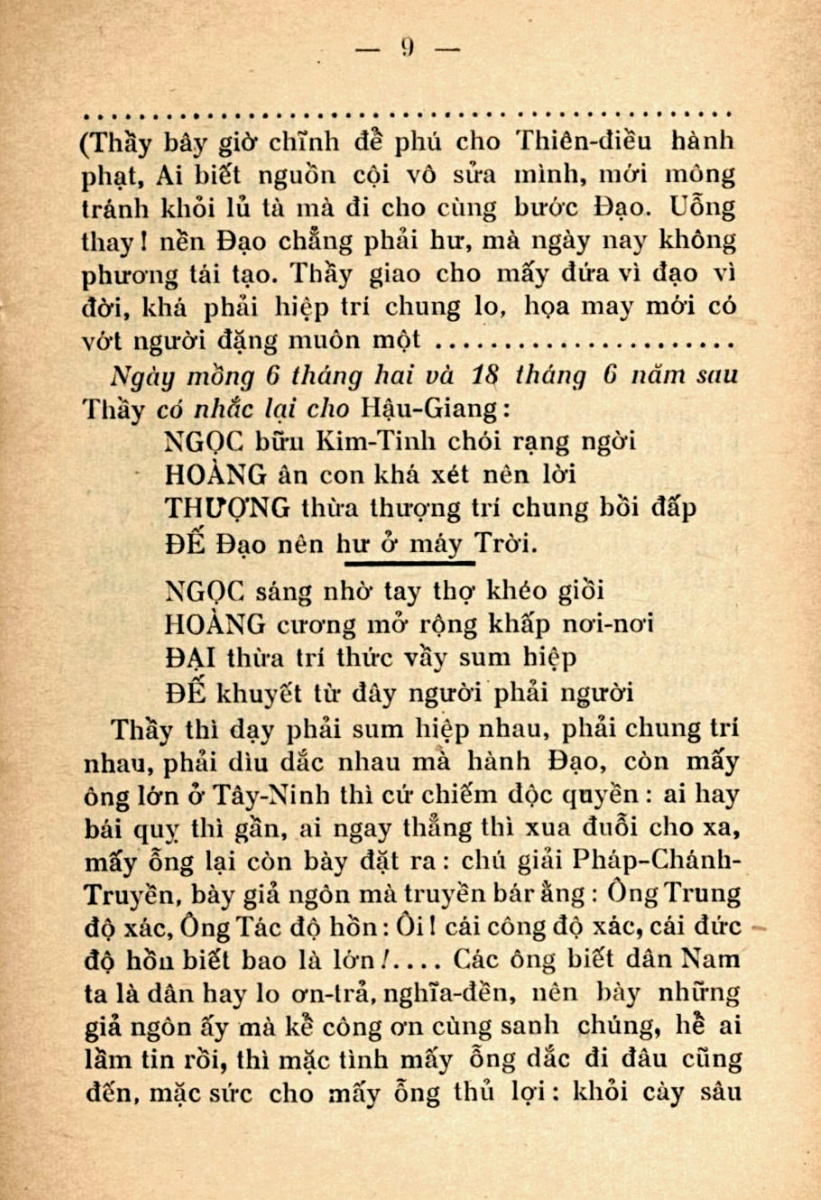 — 9 —
................................................
(Thầy bây giờ chĩnh để phú cho Thiên-điều hành
phạt, Ai biết nguồn cội vô sửa mình, mới mông
tránh khỏi lủ tà mà đi cho cùng bước Đạo. Uổng
thay! nền Đạo chẳng phải hư, mà ngày nay không
phương tái tạo. Thầy giao cho mấy đứa vì đạo vì
đời, khá phải hiệp trí chung lo, họa may mới có
vớt người đặng muôn một ......................
Ngày mồng 6 tháng hai và 18 tháng 6 năm sau
Thầy có nhắc lại cho Hậu-Giang :
NGỌC bữu Kim-Tinh chói rạng ngời
HOÀNG ân con khá xét nên lời
THƯỢNG thừa thượng trí chung bồi đấp
ĐẾ Đạo nên hư ở máy Trời.
NGỌC sáng nhờ tay thợ khéo giồi
HOÀNG cương mở rộng khấp nơi-nơi
ĐẠI thừa trí thức vầy sum hiệp
ĐẾ khuyết từ đây người phải người
Thầy thì dạy phải sum hiệp nhau, phải chung trí
nhau, phải dìu dắc nhau mà hành Đạo, còn mấy
ông lớn ở Tây-Ninh thì cứ chiếm độc quyền : ai hay
bái quỵ thì gần, ai ngay thẳng thì xua đuỗi cho xa,
mấy ổng lại còn bày đặt ra : chú giải Pháp-Chánh-
Truyền, bày giả ngôn mà truyền bár ằng : Ông Trung
độ xác, Ông Tác độ hồn : Ôi! cái công độ xác, cái đức
độ hồn biết bao là lớn!.... Các ông biết dân Nam
ta là dân hay lo ơn-trả, nghĩa-đền, nên bày những
giả ngôn ấy mà kể công ơn cùng sanh chúng, hể ai
lầm tin rồi, thì mặc tình mấy ổng dắc đi đâu cũng
đến, mặc sức cho mấy ổng thủ lợi : khỏi cày sâu